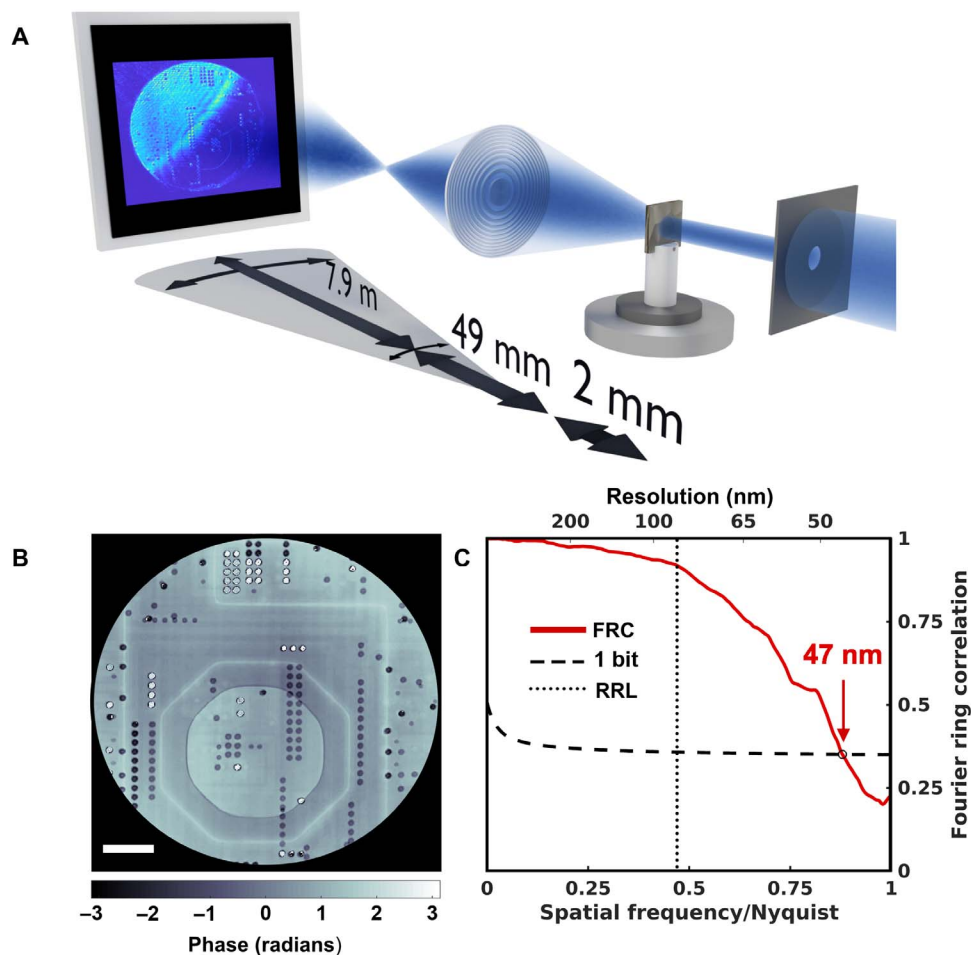 A
7.9 m
49 mm
2 mm
B
−3 −2 −1 0 1 2 3
Phase (radians)
C
Resolution (nm)
200 100 65 50
1
0.75
0.5
0.25
0
FRC
1 bit
RRL
47 nm
Fourier ring correlation
0 0.25 0.5 0.75 1
Spatial frequency/Nyquist